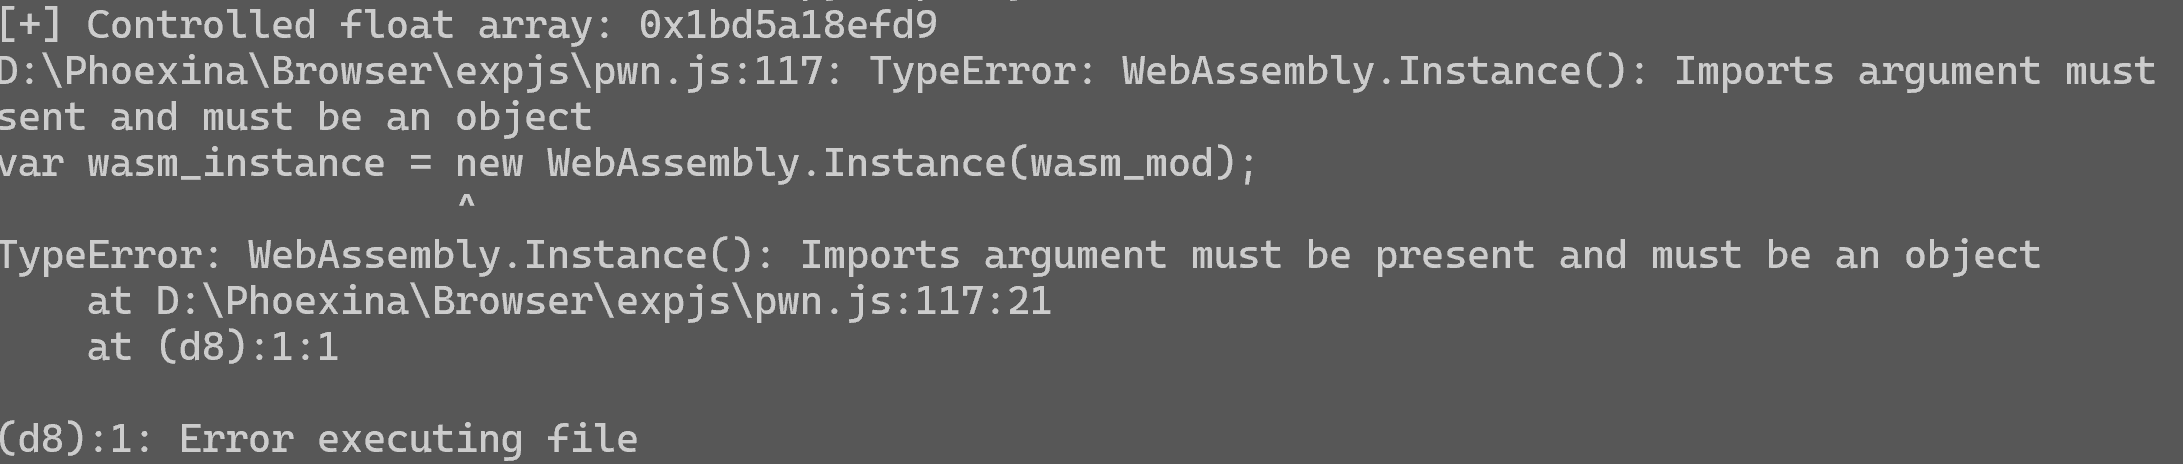 [+] Controlled float array: 0x1bd5a18efd9
D:\Phoexina\Browser\expjs\pwn.js:117: TypeError: WebAssembly.Instance(): Imports argument must
sent and must be an object
var wasm_instance = new WebAssembly.Instance(wasm_mod);
^
TypeError: WebAssembly.Instance(): Imports argument must be present and must be an object
    at D:\Phoexina\Browser\expjs\pwn.js:117:21
    at (d8):1:1
(d8):1: Error executing file